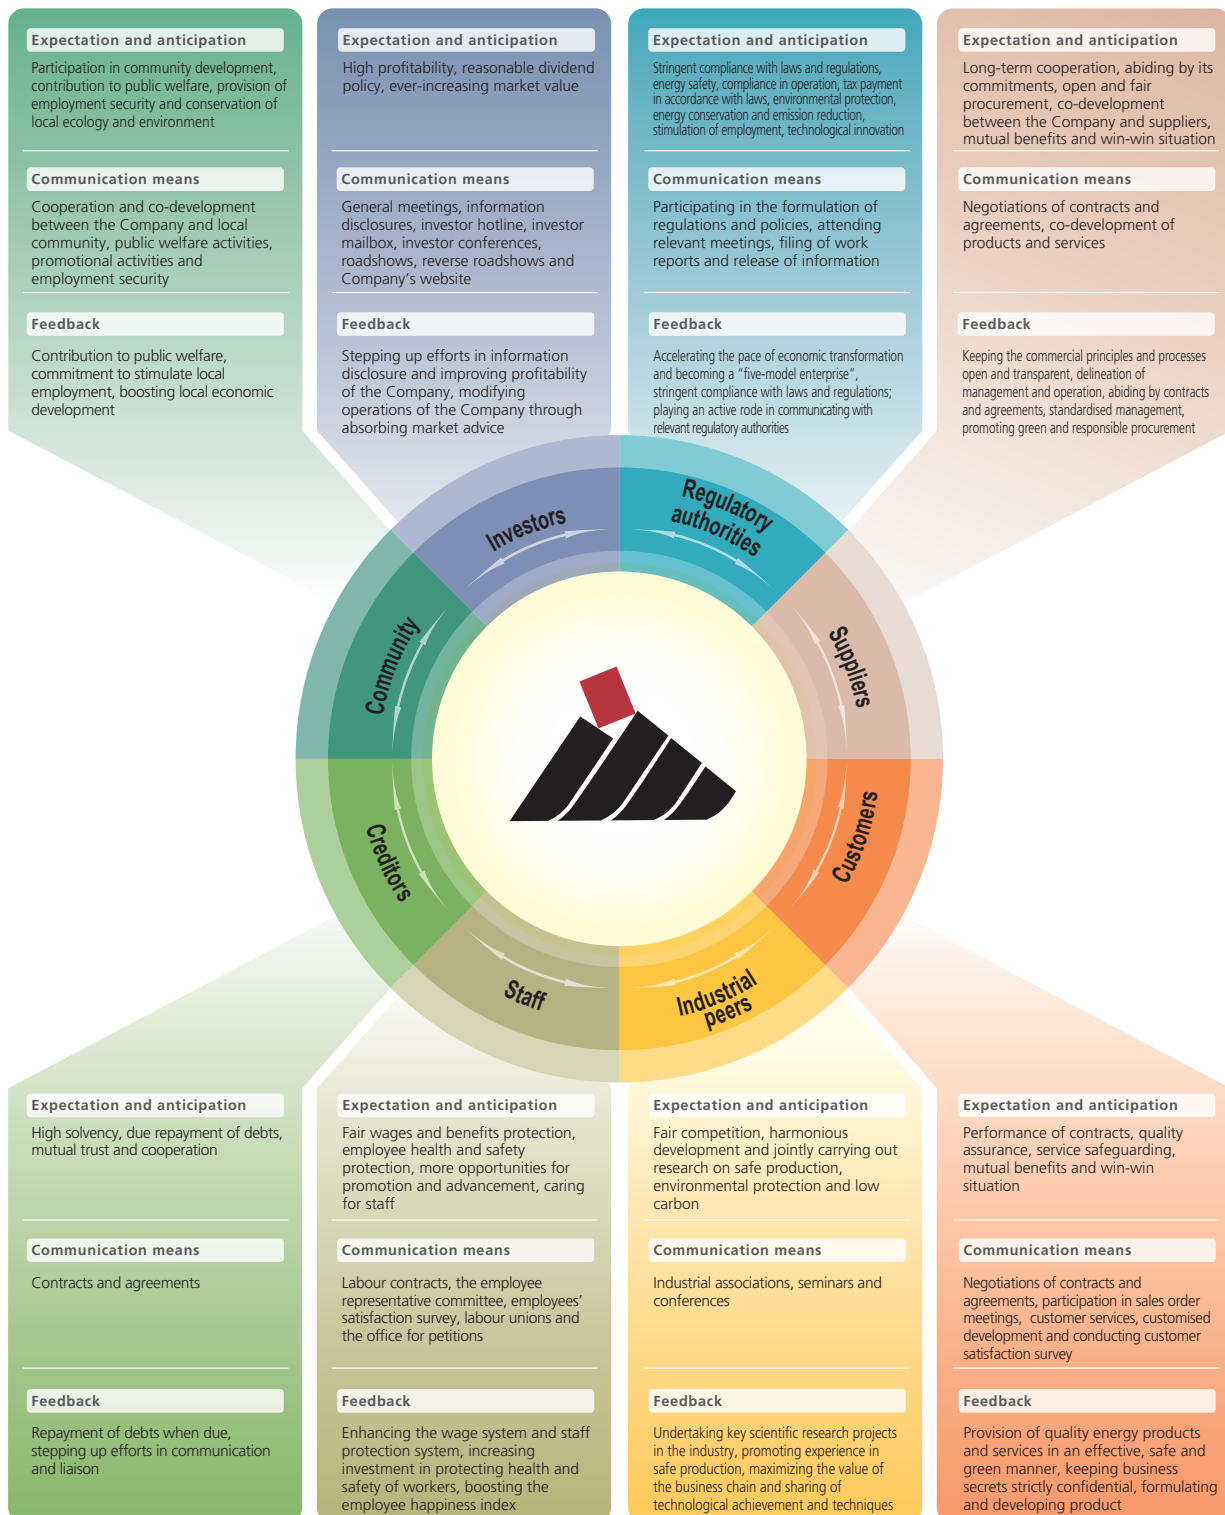 Expectation and anticipation
Participation in community development,
contribution to public welfare, provision of
employment security and conservation of
local ecology and environment
Communication means
Cooperation and co-development
between the Company and local
community, public welfare activities,
promotional activities and
employment security
Feedback
Contribution to public welfare,
commitment to stimulate local
employment, boosting local economic
development
Expectation and anticipation
High profitability, reasonable dividend
policy, ever-increasing market value
Communication means
General meetings, information
disclosures, investor hotline, investor
mailbox, investor conferences,
roadshows, reverse roadshows and
Company's website
Feedback
Stepping up efforts in information
disclosure and improving profitability
of the Company, modifying
operations of the Company through
absorbing market advice
Expectation and anticipation
Stringent compliance with laws and regulations,
energy safety, compliance in operation, tax payment
in accordance with laws, environmental protection,
energy conservation and emission reduction,
stimulation of employment, technological innovation
Communication means
Participating in the formulation of
regulations and policies, attending
relevant meetings, filing of work
reports and release of information
Feedback
Accelerating the pace of economic transformation
and becoming a "five-model enterprise",
stringent compliance with laws and regulations;
playing an active rode in communicating with
relevant regulatory authorities
Expectation and anticipation
Long-term cooperation, abiding by its
commitments, open and fair
procurement, co-development
between the Company and suppliers,
mutual benefits and win-win situation
Communication means
Negotiations of contracts and
agreements, co-development of
products and services
Feedback
Keeping the commercial principles and processes
open and transparent, delineation of
management and operation, abiding by contracts
and agreements, standardised management,
promoting green and responsible procurement
Investors
Regulatory
authorities
Community
Suppliers
Creditors
Customers
Staff
Industrial
peers
Expectation and anticipation
High solvency, due repayment of debts,
mutual trust and cooperation
Communication means
Contracts and agreements
Feedback
Repayment of debts when due,
stepping up efforts in communication
and liaison
Expectation and anticipation
Fair wages and benefits protection,
employee health and safety
protection, more opportunities for
promotion and advancement, caring
for staff
Communication means
Labour contracts, the employee
representative committee, employees'
satisfaction survey, labour unions and
the office for petitions
Feedback
Enhancing the wage system and staff
protection system, increasing
investment in protecting health and
safety of workers, boosting the
employee happiness index
Expectation and anticipation
Fair competition, harmonious
development and jointly carrying out
research on safe production,
environmental protection and low
carbon
Communication means
Industrial associations, seminars and
conferences
Feedback
Undertaking key scientific research projects
in the industry, promoting experience in
safe production, maximizing the value of
the business chain and sharing of
technological achievement and techniques
Expectation and anticipation
Performance of contracts, quality
assurance, service safeguarding,
mutual benefits and win-win
situation
Communication means
Negotiations of contracts and
agreements, participation in sales order
meetings, customer services, customised
development and conducting customer
satisfaction survey
Feedback
Provision of quality energy products
and services in an effective, safe and
green manner, keeping business
secrets strictly confidential, formulating
and developing product